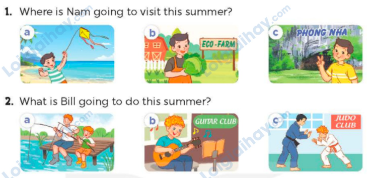 1. Where is Nam going to visit this summer?
a
b
c
ECO-FARM
PHONG NHA
2. What is Bill going to do this summer?
a
b
c
GUITAR CLUB
JUDO
CLUB